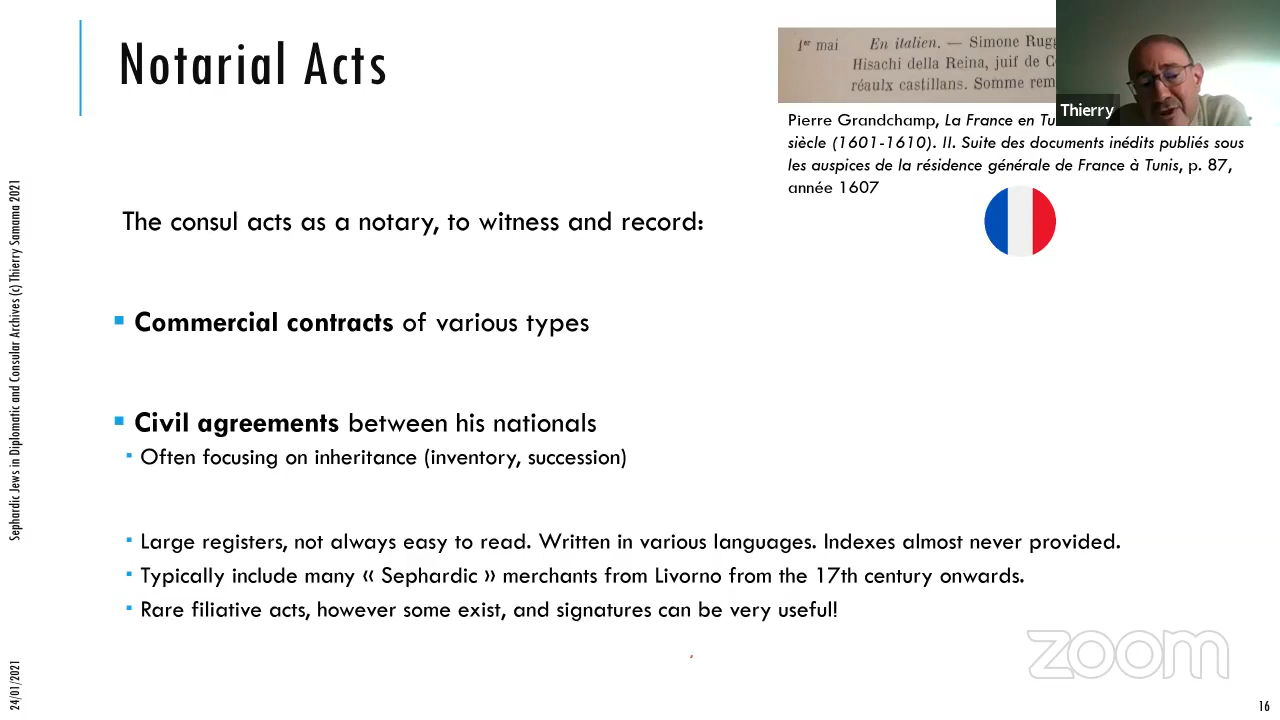 Notarial Acts
1er mai En italien. — Simone Rugg
Hisachi della Reina, juif de C
réaulx castillans. Somme rem
Thierry
Pierre Grandchamp, La France en Tu
siècle (1601-1610). II. Suite des documents inédits publiés sous
les auspices de la résidence générale de France à Tunis, p. 87,
année 1607
The consul acts as a notary, to witness and record:
Commercial contracts of various types
Civil agreements between his nationals
Often focusing on inheritance (inventory, succession)
Large registers, not always easy to read. Written in various languages. Indexes almost never provided.
Typically include many « Sephardic » merchants from Livorno from the 17th century onwards.
Rare filiative acts, however some exist, and signatures can be very useful!
Sephardic Jews in Diplomatic and Consular Archives (c) Thierry Samama 2021
24/01/2021
zoom
16